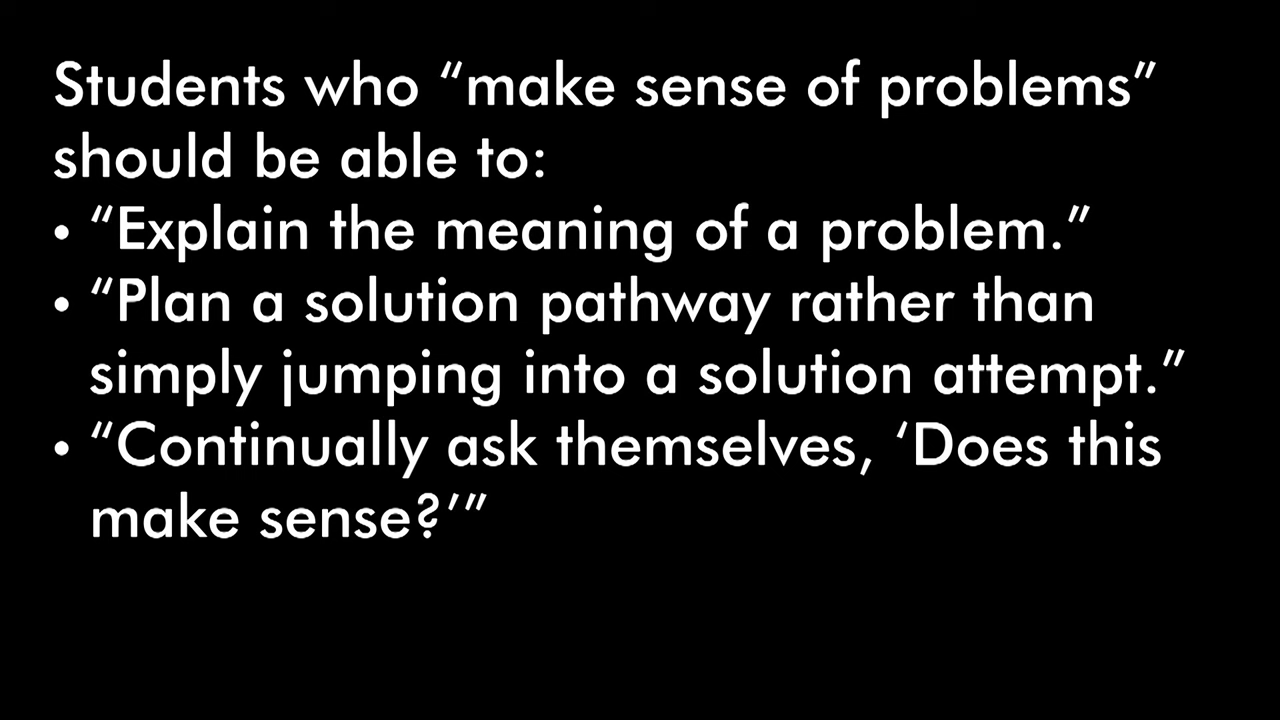 Students who “make sense of problems”
should be able to:
• “Explain the meaning of a problem.”
• “Plan a solution pathway rather than
simply jumping into a solution attempt.”
• “Continually ask themselves, ‘Does this
make sense?’”